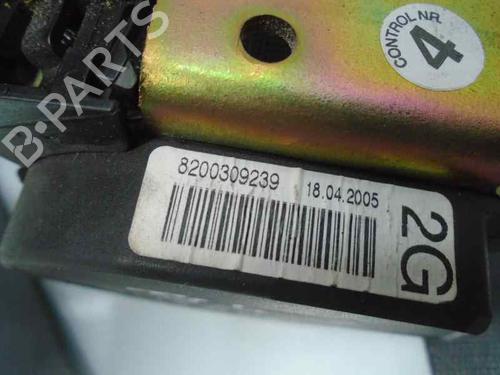 CONTROL NR.
4
B-PARTS
8200309239 18.04.2005
2G